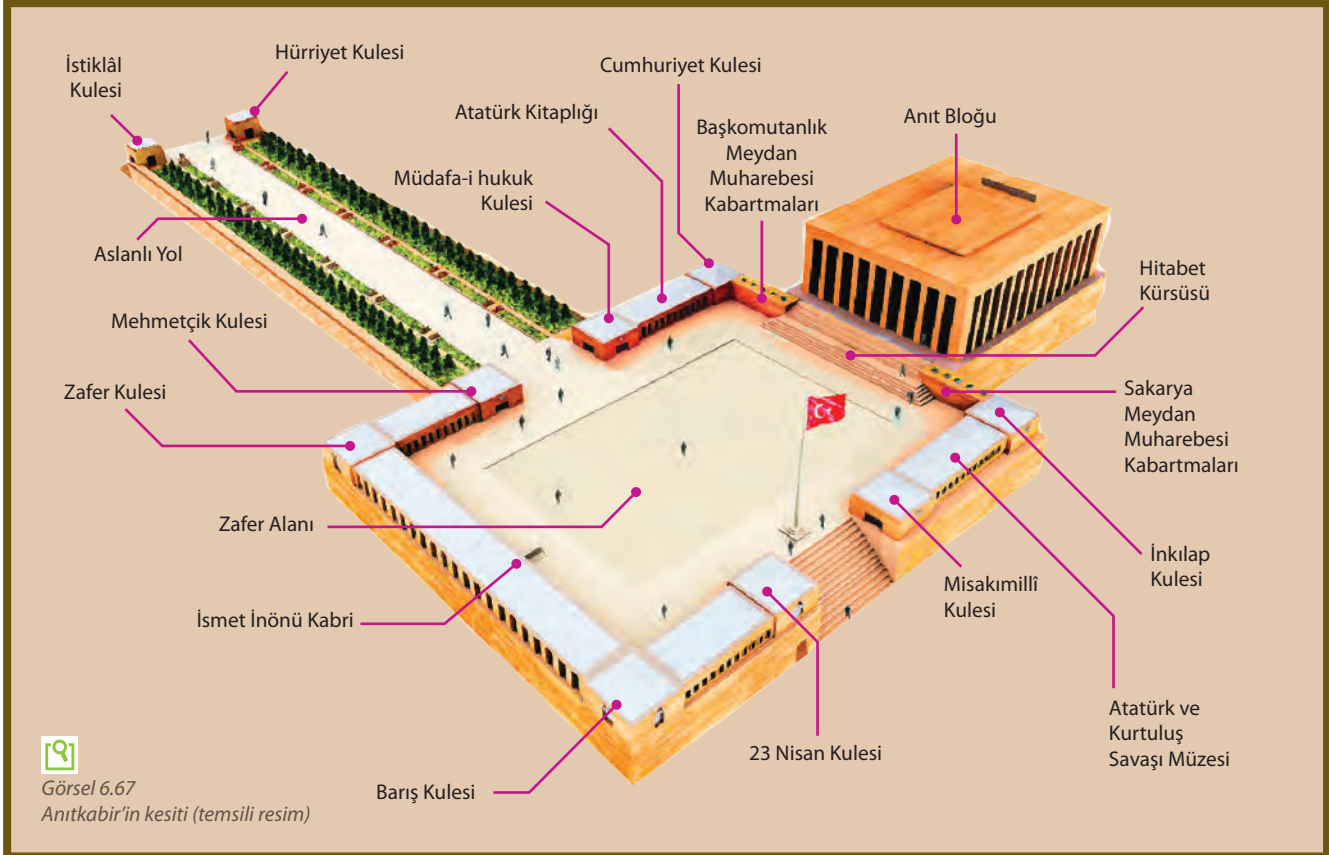 İstiklâl
Kulesi
Hürriyet Kulesi
Cumhuriyet Kulesi
Atatürk Kitaplığı
Başkomutanlık
Meydan
Muharebesi
Kabartmaları
Anıt Bloğu
Müdafa-i hukuk
Kulesi
Aslanlı Yol
Hitabet
Kürsüsü
Mehmetçik Kulesi
Zafer Kulesi
Sakarya
Meydan
Muharebesi
Kabartmaları
Zafer Alanı
İnkılap
Kulesi
Misakımillî
Kulesi
İsmet İnönü Kabri
Atatürk ve
Kurtuluş
Savaşı Müzesi
23 Nisan Kulesi
Barış Kulesi
Görsel 6.67
Anıtkabir'in kesiti (temsili resim)